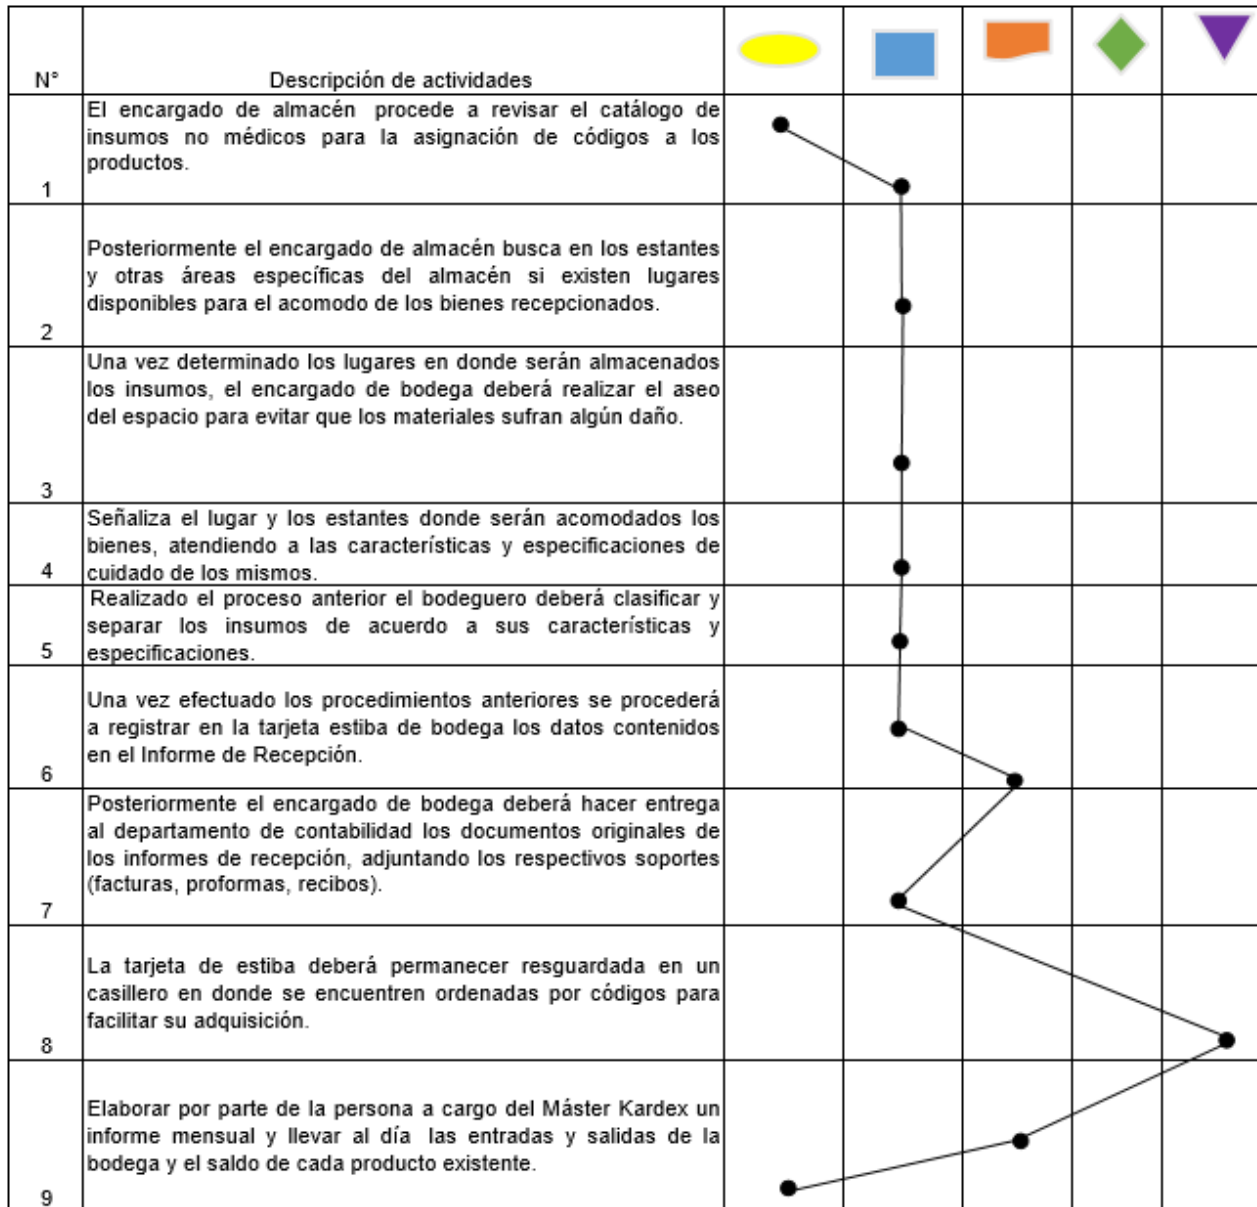 N° Descripción de actividades
El encargado de almacén procede a revisar el catálogo de
insumos no médicos para la asignación de códigos a los
productos.
1
Posteriormente el encargado de almacén busca en los estantes
y otras áreas específicas del almacén si existen lugares
disponibles para el acomodo de los bienes recepcionados.
2
Una vez determinado los lugares en donde serán almacenados
los insumos, el encargado de bodega deberá realizar el aseo
del espacio para evitar que los materiales sufran algún daño.
3
Señaliza el lugar y los estantes donde serán acomodados los
bienes, atendiendo a las características y especificaciones de
cuidado de los mismos.
4
Realizado el proceso anterior el bodeguero deberá clasificar y
separar los insumos de acuerdo a sus características y
especificaciones.
5
Una vez efectuado los procedimientos anteriores se procederá
a registrar en la tarjeta estiba de bodega los datos contenidos
en el Informe de Recepción.
6
Posteriormente el encargado de bodega deberá hacer entrega
al departamento de contabilidad los documentos originales de
los informes de recepción, adjuntando los respectivos soportes
(facturas, proformas, recibos).
7
La tarjeta de estiba deberá permanecer resguardada en un
casillero en donde se encuentren ordenadas por códigos para
facilitar su adquisición.
8
Elaborar por parte de la persona a cargo del Máster Kardex un
informe mensual y llevar al día las entradas y salidas de la
bodega y el saldo de cada producto existente.
9